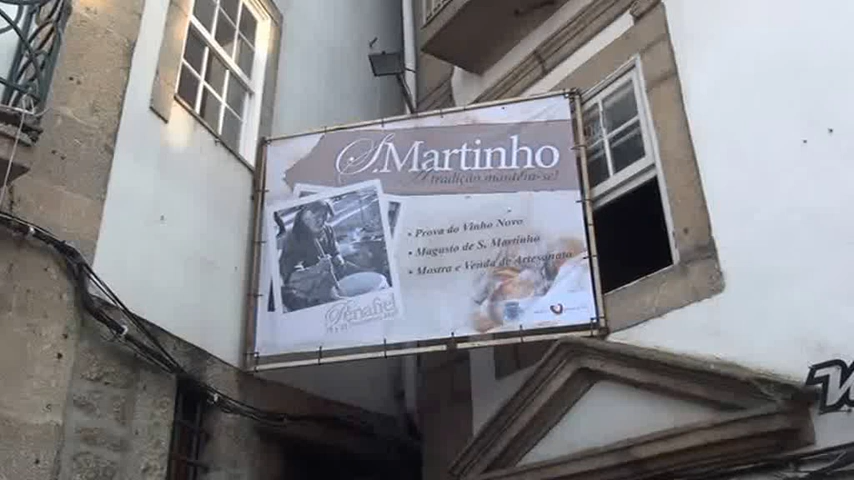 S. Martinho
A tradição mantém-se!
• Prova do Vinho Novo
• Magusto de S. Martinho
• Mostra e Venda de Artesanato
Penafiel